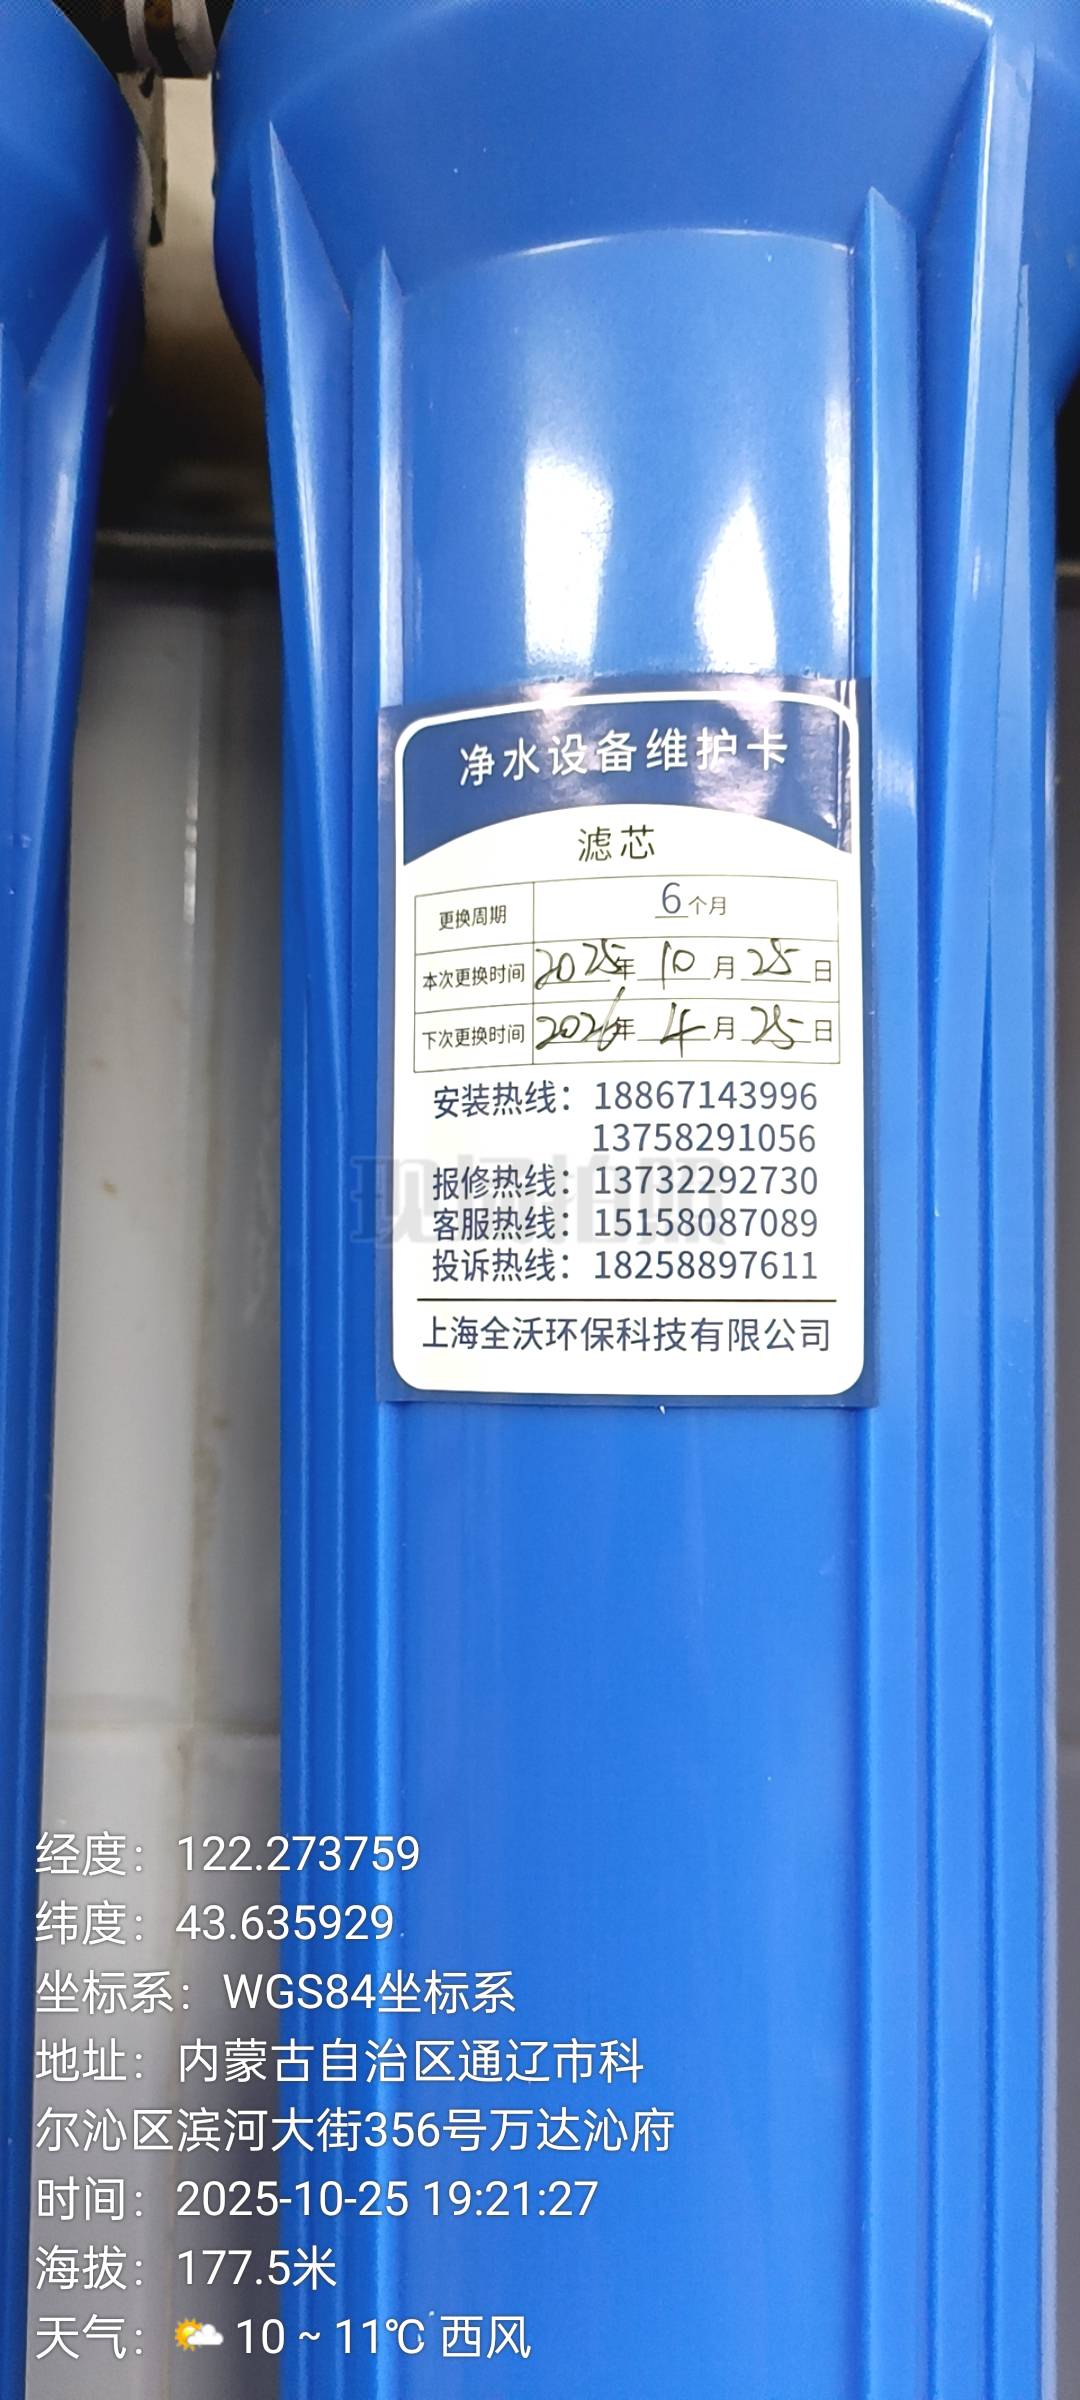 净水设备维护卡
滤芯
更换周期 6个月
本次更换时间 2025年 10月 25日
下次更换时间 2026年 4月 25日
安装热线：18867143996
13758291056
报修热线：13732292730
客服热线：15158087089
投诉热线：18258897611
上海全沃环保科技有限公司
现场拍照
经度：122.273759
纬度：43.635929
坐标系：WGS84坐标系
地址：内蒙古自治区通辽市科
尔沁区滨河大街356号万达沁府
时间：2025-10-25 19:21:27
海拔：177.5米
天气：10 ~ 11℃ 西风